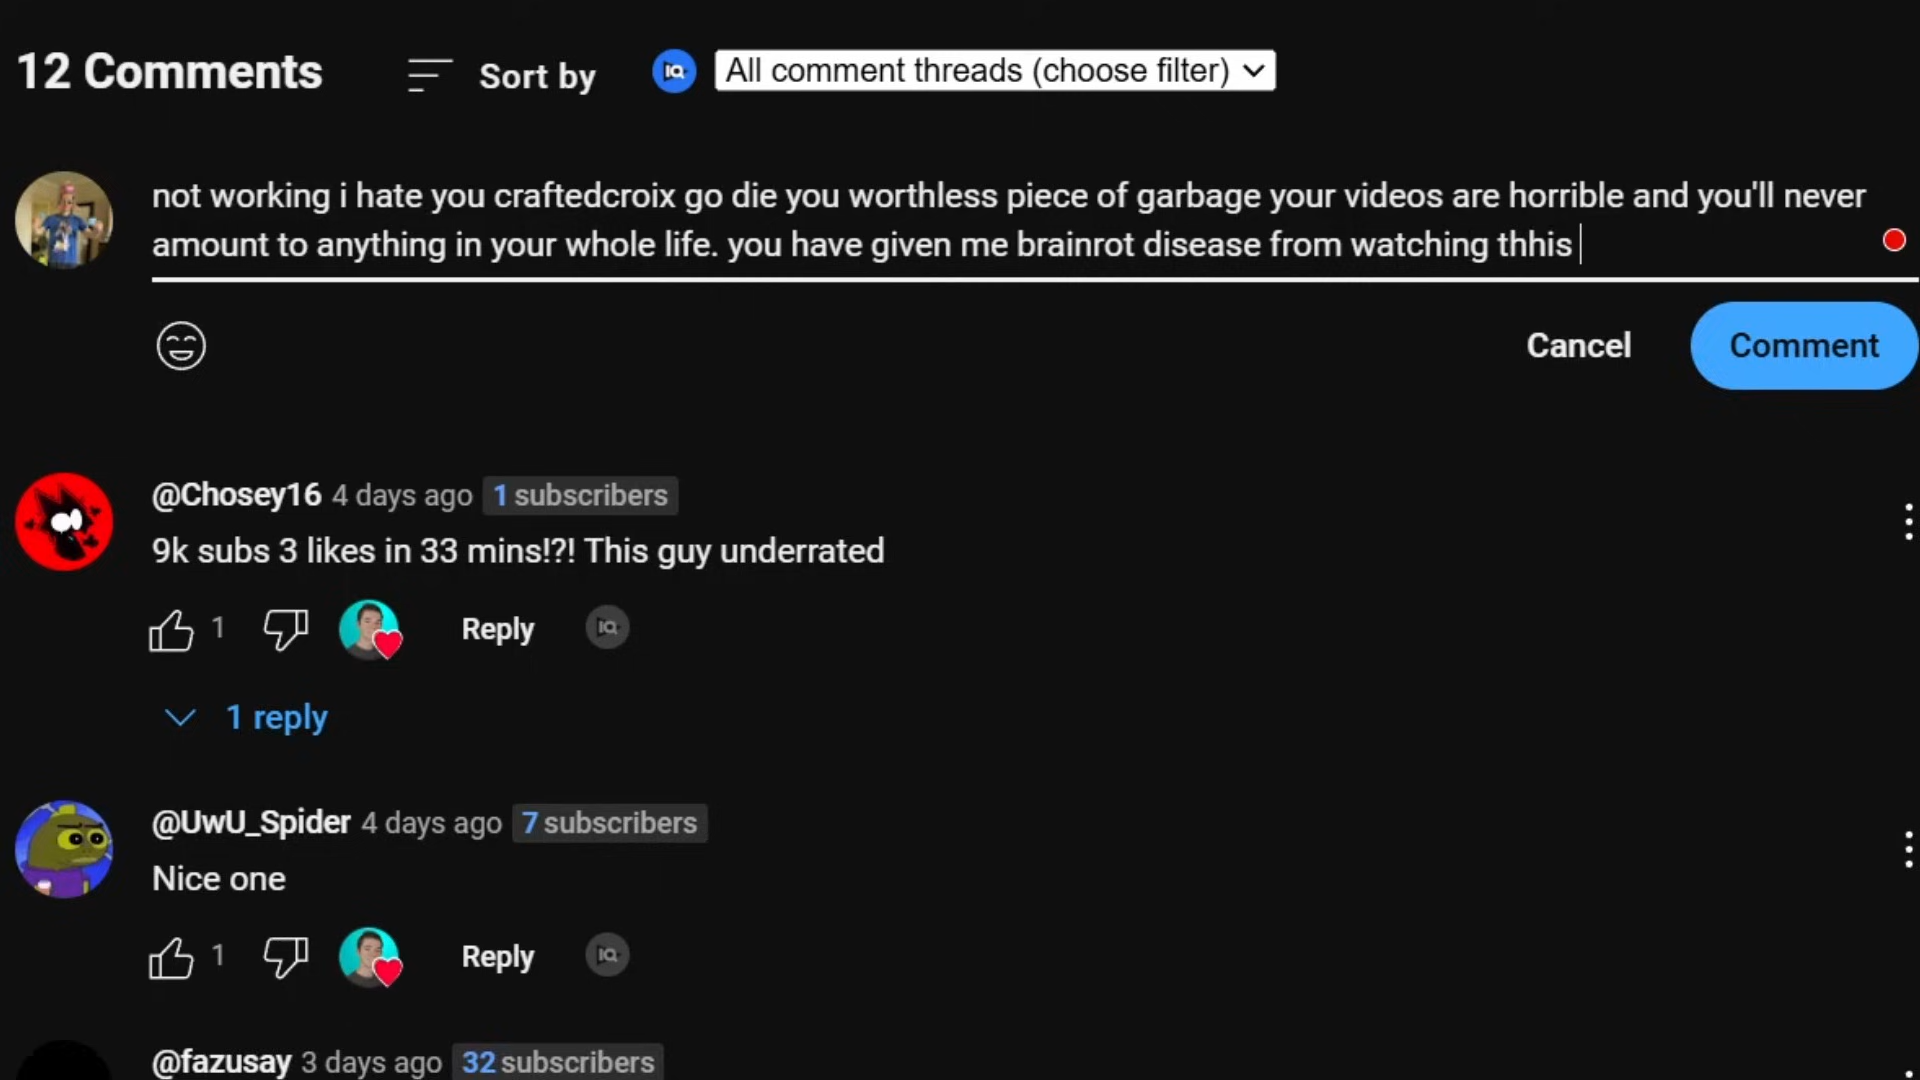 12 Comments
Sort by
IQ
All comment threads (choose filter)
not working i hate you craftedcroix go die you worthless piece of garbage your videos are horrible and you'll never
amount to anything in your whole life. you have given me brainrot disease from watching thhis
Cancel
Comment
@Chosey16 4 days ago 1 subscribers
9k subs 3 likes in 33 mins!?! This guy underrated
1
Reply
IQ
1 reply
@UwU_Spider 4 days ago 7 subscribers
Nice one
1
Reply
IQ
@fazusay 3 days ago 32 subscribers